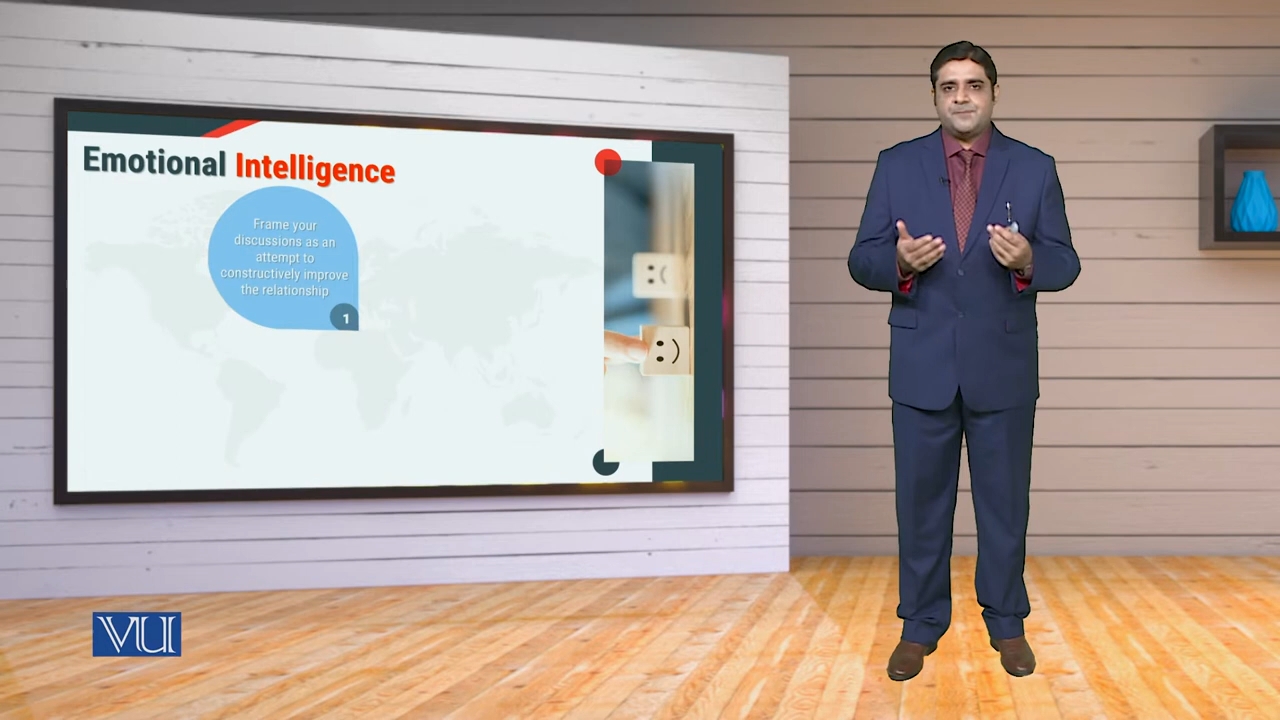 Emotional Intelligence
Frame your
discussions as an
attempt to
constructively improve
the relationship
1
VU